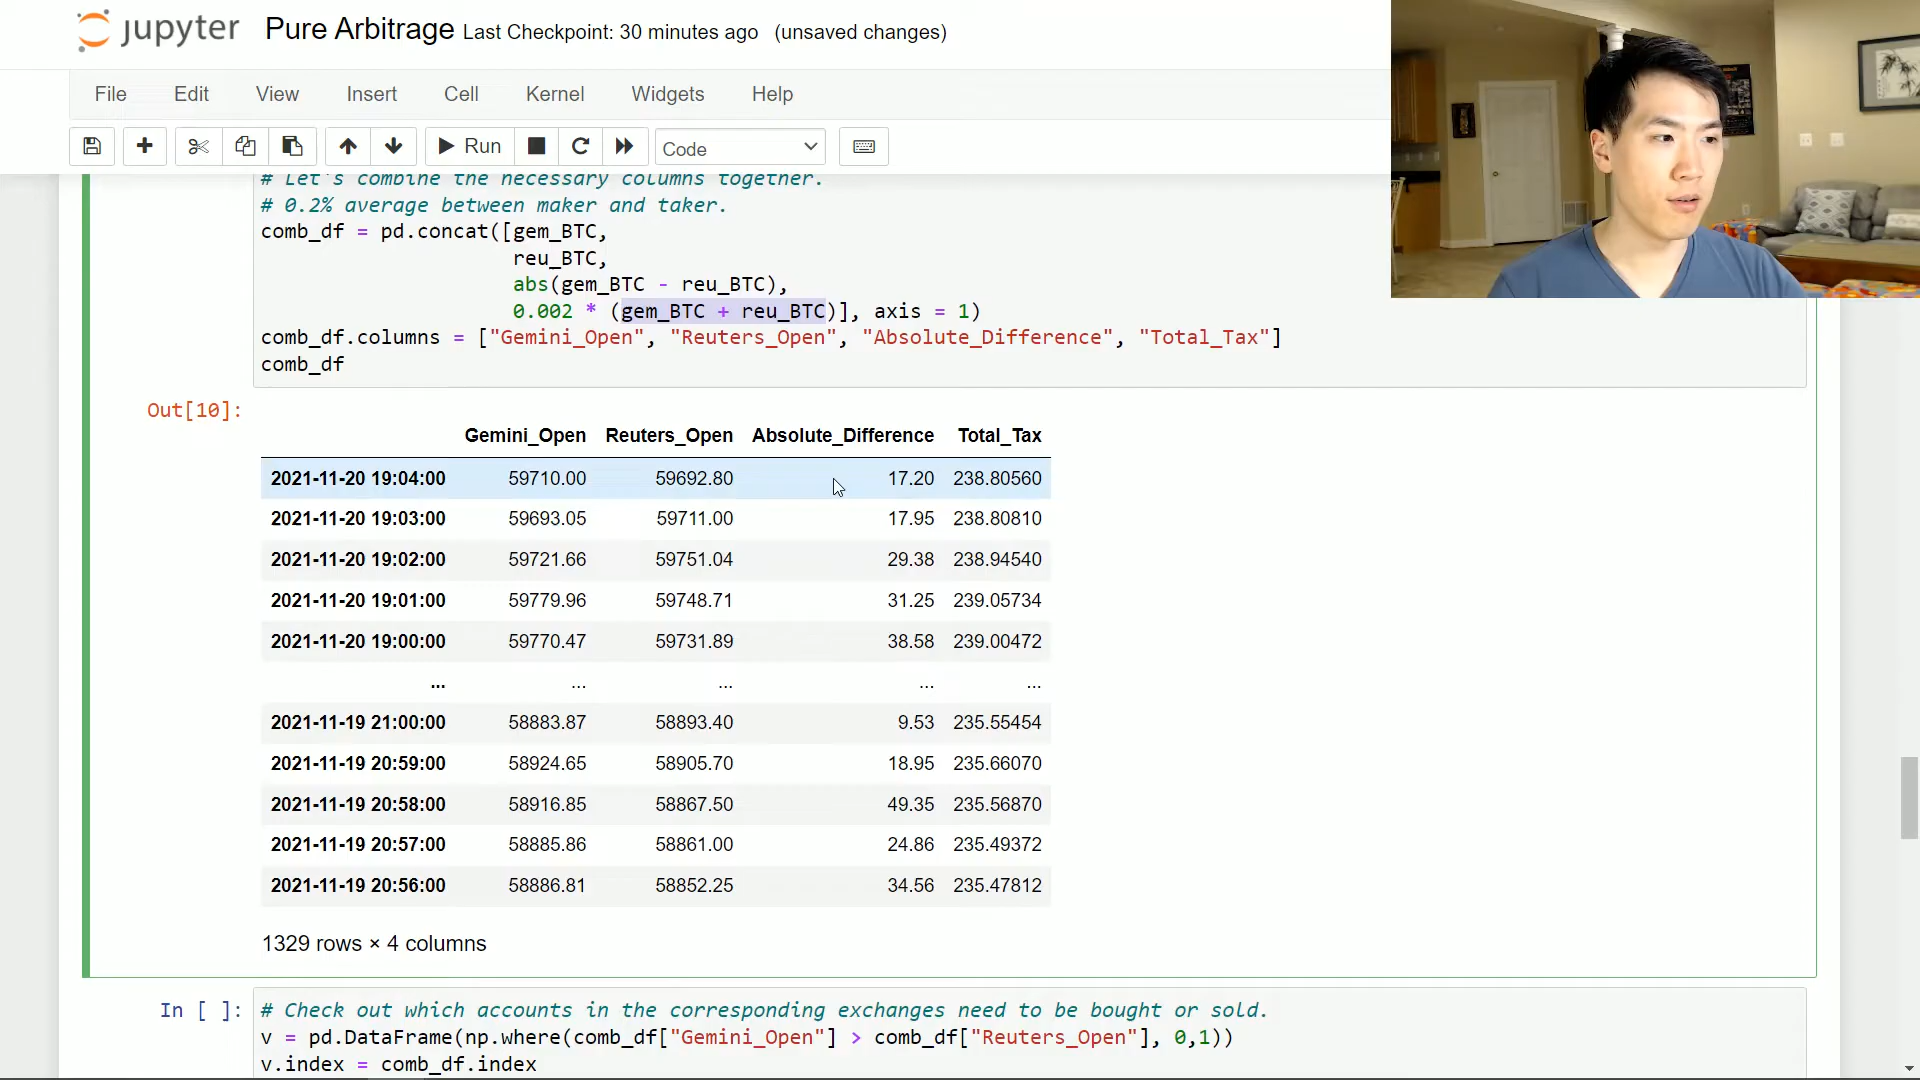 jupyter Pure Arbitrage Last Checkpoint: 30 minutes ago (unsaved changes)
File Edit View Insert Cell Kernel Widgets Help
Run Code
# Let's combine the necessary columns together.
# 0.2% average between maker and taker.
comb_df = pd.concat([gem_BTC,
reu_BTC,
abs(gem_BTC - reu_BTC),
0.002 * (gem_BTC + reu_BTC)], axis = 1)
comb_df.columns = ["Gemini_Open", "Reuters_Open", "Absolute_Difference", "Total_Tax"]
comb_df
Out[10]:
Gemini_Open Reuters_Open Absolute_Difference Total_Tax
2021-11-20 19:04:00 59710.00 59692.80 17.20 238.80560
2021-11-20 19:03:00 59693.05 59711.00 17.95 238.80810
2021-11-20 19:02:00 59721.66 59751.04 29.38 238.94540
2021-11-20 19:01:00 59779.96 59748.71 31.25 239.05734
2021-11-20 19:00:00 59770.47 59731.89 38.58 239.00472
... ... ... ... ...
2021-11-19 21:00:00 58883.87 58893.40 9.53 235.55454
2021-11-19 20:59:00 58924.65 58905.70 18.95 235.66070
2021-11-19 20:58:00 58916.85 58867.50 49.35 235.56870
2021-11-19 20:57:00 58885.86 58861.00 24.86 235.49372
2021-11-19 20:56:00 58886.81 58852.25 34.56 235.47812
1329 rows × 4 columns
In [ ]: # Check out which accounts in the corresponding exchanges need to be bought or sold.
v = pd.DataFrame(np.where(comb_df["Gemini_Open"] > comb_df["Reuters_Open"], 0,1))
v.index = comb_df.index